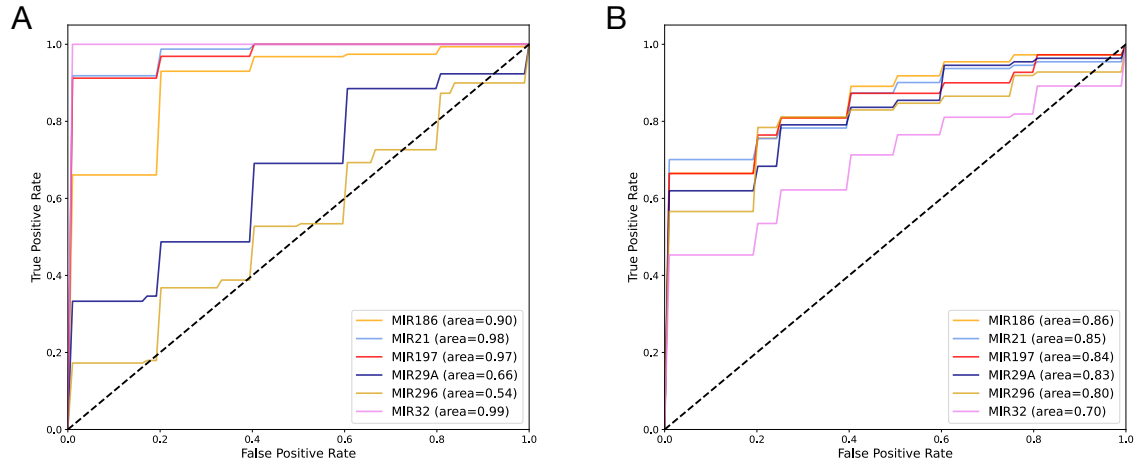 A
True Positive Rate
1.0
0.8
0.6
0.4
0.2
0.0
MIR186 (area=0.90)
MIR21 (area=0.98)
MIR197 (area=0.97)
MIR29A (area=0.66)
MIR296 (area=0.54)
MIR32 (area=0.99)
0.0 0.2 0.4 0.6 0.8 1.0
False Positive Rate
B
True Positive Rate
1.0
0.8
0.6
0.4
0.2
0.0
MIR186 (area=0.86)
MIR21 (area=0.85)
MIR197 (area=0.84)
MIR29A (area=0.83)
MIR296 (area=0.80)
MIR32 (area=0.70)
0.0 0.2 0.4 0.6 0.8 1.0
False Positive Rate